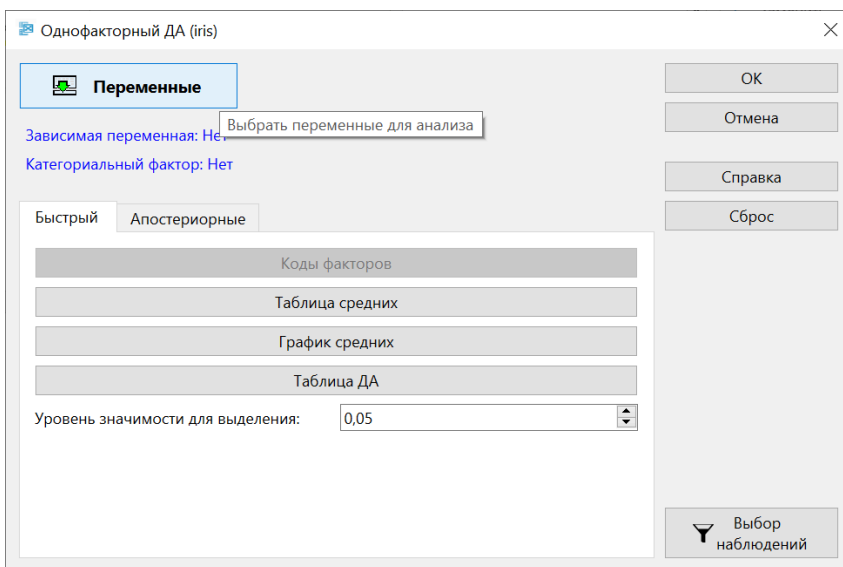 Однофакторный ДА (iris)
Переменные
Выбрать переменные для анализа
Зависимая переменная: Нет
Категориальный фактор: Нет
Быстрый
Апостериорные
Коды факторов
Таблица средних
График средних
Таблица ДА
Уровень значимости для выделения:
0,05
OK
Отмена
Справка
Сброс
Выбор
наблюдений